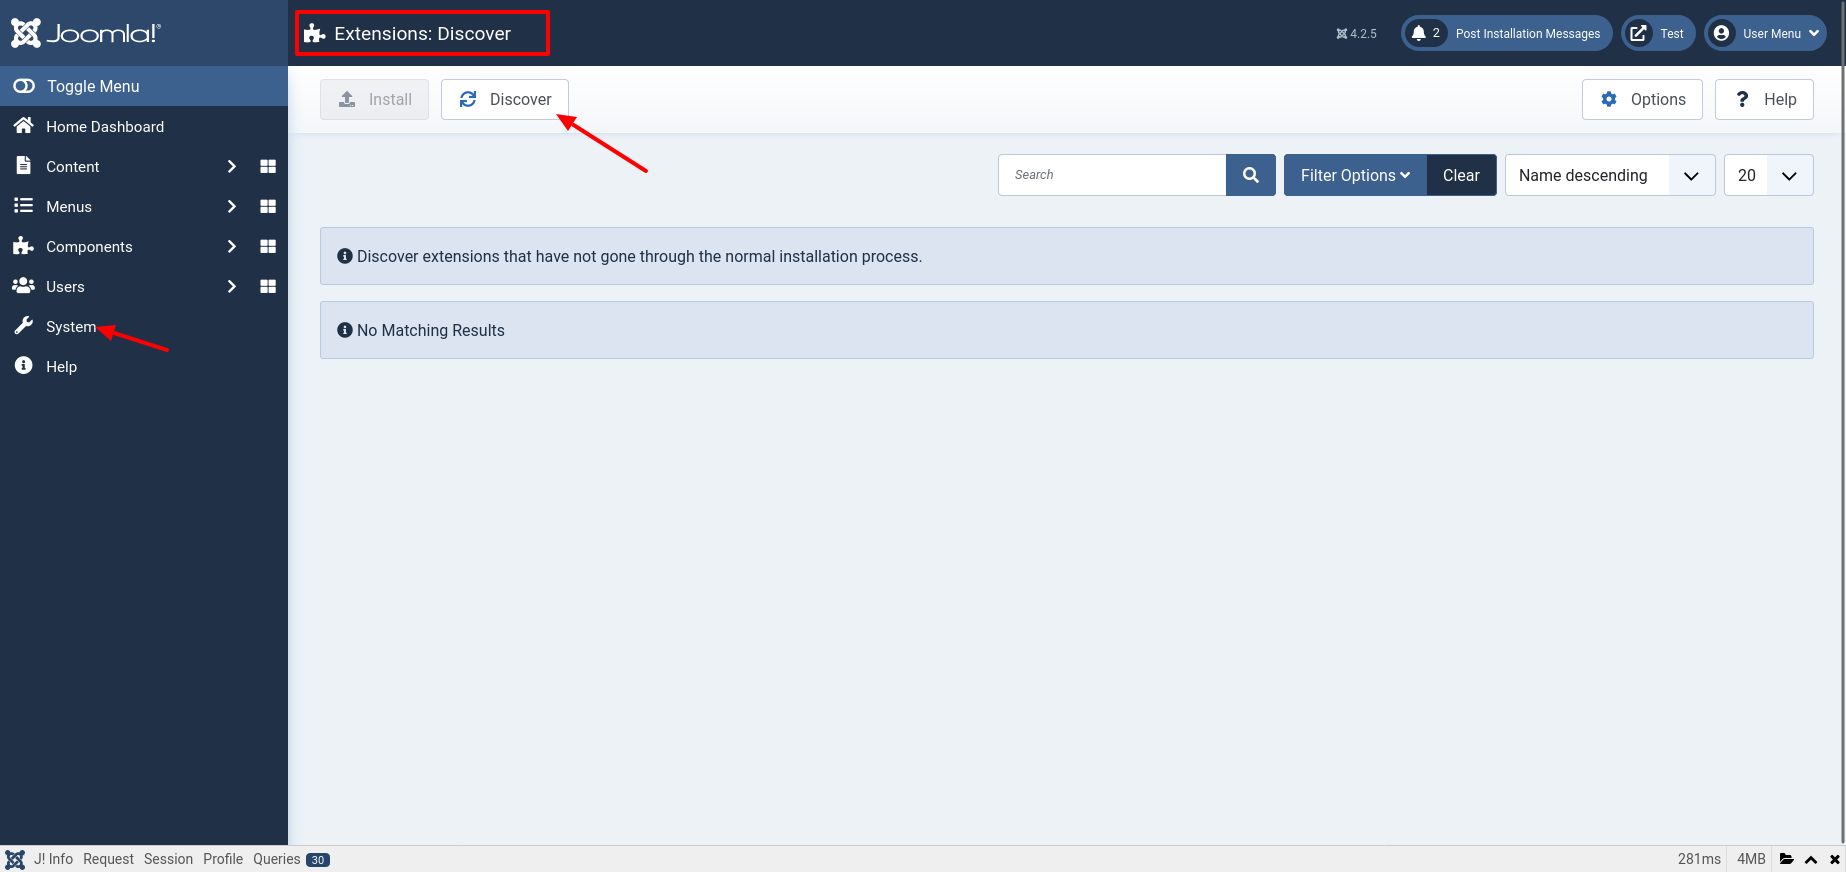 Joomla!®
Extensions: Discover
4.2.5
2 Post Installation Messages
Test
User Menu
Toggle Menu
Install
Discover
Options
? Help
Home Dashboard
Content
Menus
Components
Users
System
Help
Search
Filter Options
Clear
Name descending
20
Discover extensions that have not gone through the normal installation process.
No Matching Results
J! Info Request Session Profile Queries 30
281ms 4MB